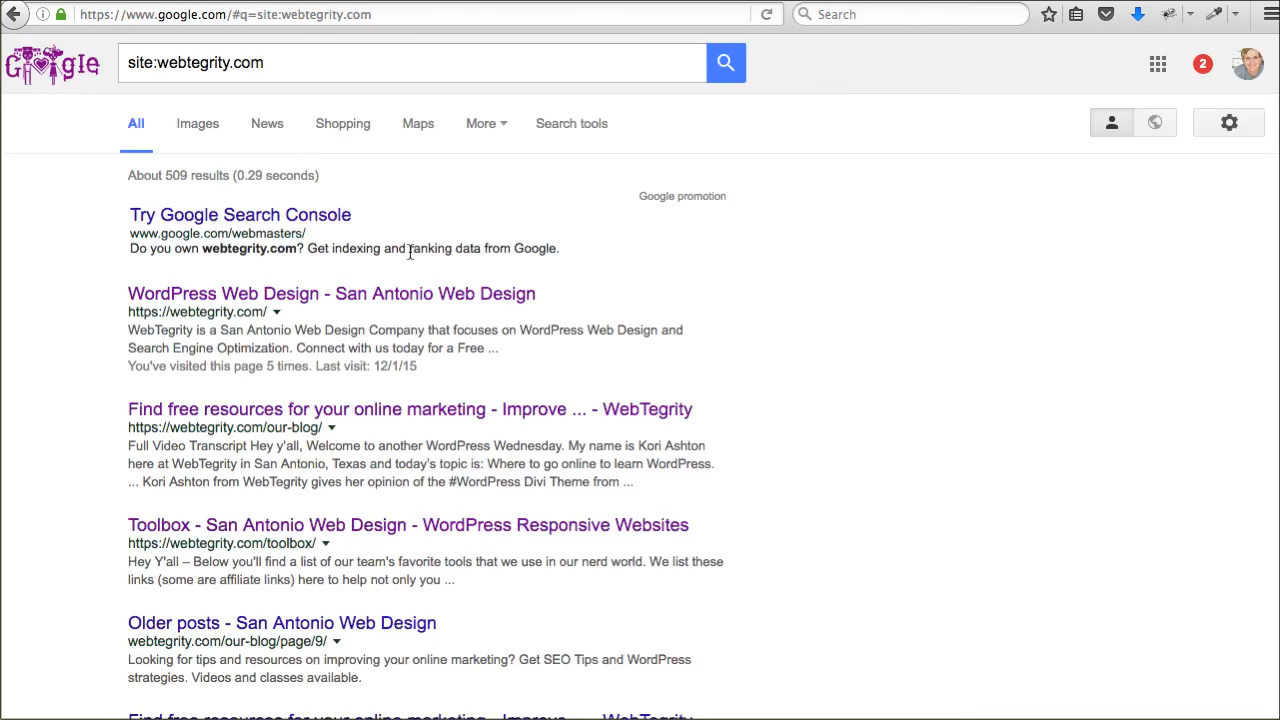 https://www.google.com/#q=site:webtegrity.com
Search
Google
site:webtegrity.com
2
All
Images
News
Shopping
Maps
More
Search tools
About 509 results (0.29 seconds)
Google promotion
Try Google Search Console
www.google.com/webmasters/
Do you own webtegrity.com? Get indexing and ranking data from Google.
WordPress Web Design - San Antonio Web Design
https://webtegrity.com/
WebTegrity is a San Antonio Web Design Company that focuses on WordPress Web Design and
Search Engine Optimization. Connect with us today for a Free ...
You've visited this page 5 times. Last visit: 12/1/15
Find free resources for your online marketing - Improve ... - WebTegrity
https://webtegrity.com/our-blog/
Full Video Transcript Hey y'all, Welcome to another WordPress Wednesday. My name is Kori Ashton
here at WebTegrity in San Antonio, Texas and today's topic is: Where to go online to learn WordPress.
... Kori Ashton from WebTegrity gives her opinion of the #WordPress Divi Theme from ...
Toolbox - San Antonio Web Design - WordPress Responsive Websites
https://webtegrity.com/toolbox/
Hey Y'all – Below you'll find a list of our team's favorite tools that we use in our nerd world. We list these
links (some are affiliate links) here to help not only you ...
Older posts - San Antonio Web Design
webtegrity.com/our-blog/page/9/
Looking for tips and resources on improving your online marketing? Get SEO Tips and WordPress
strategies. Videos and classes available.
Find free resources for your online marketing - Improve ... - WebTegrity